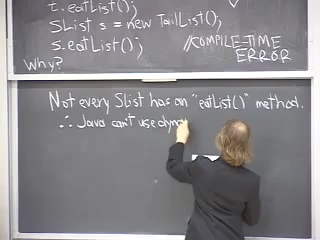 t.eatList();
SList s = new TailList();
s.eatList(); //COMPILE-TIME ERROR
Why?
Not every SList has an "eatList()" method.
∴ Java can't use dynam